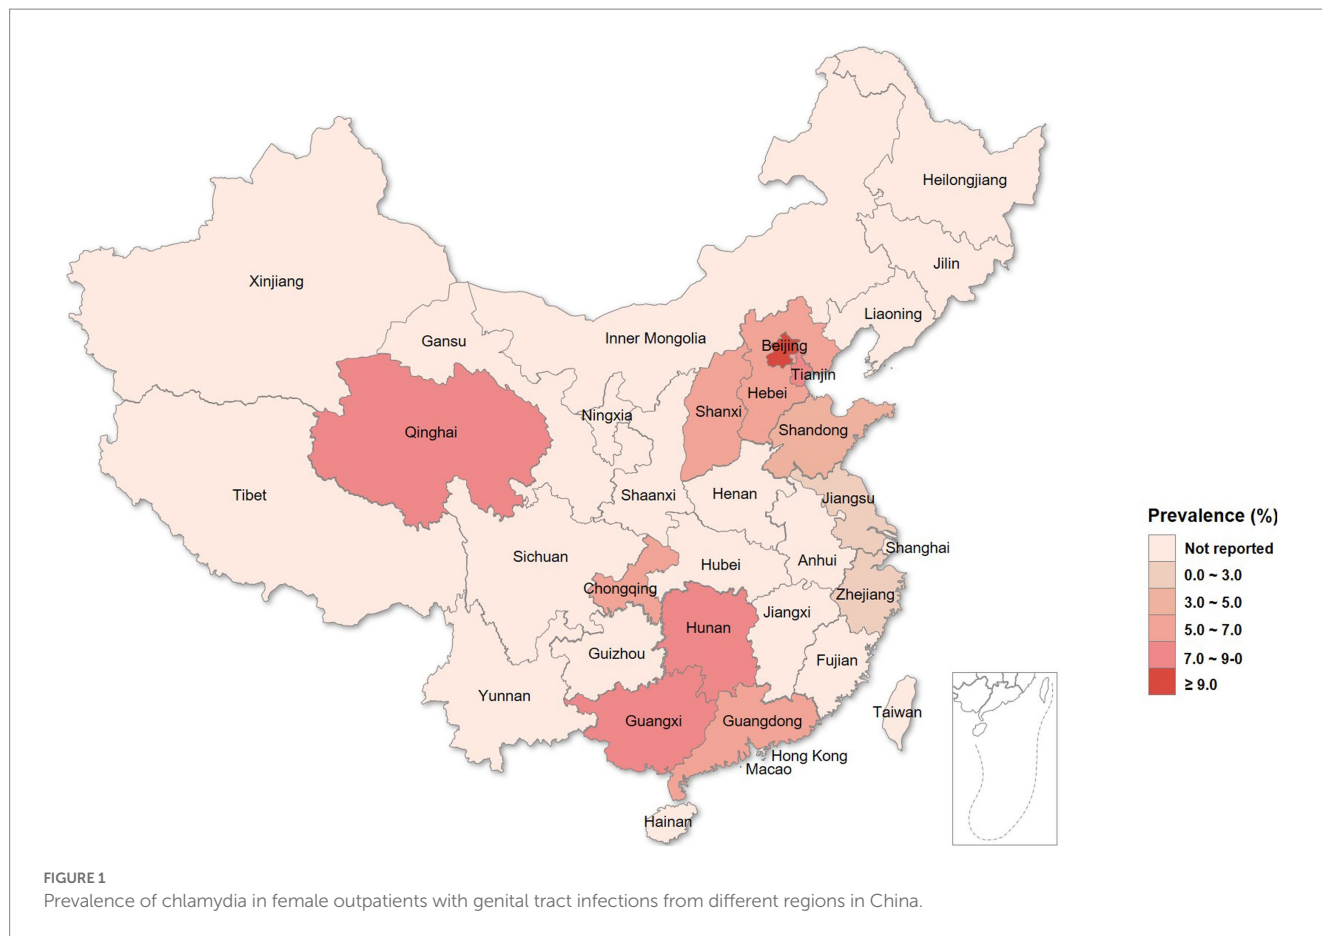 Heilongjiang
Jilin
Xinjiang
Liaoning
Gansu
Inner Mongolia
Beijing
Tianjin
Hebei
Shanxi
Ningxia
Shandong
Qinghai
Tibet
Shaanxi
Henan
Jiangsu
Shanghai
Sichuan
Hubei
Anhui
Chongqing
Zhejiang
Hunan
Jiangxi
Guizhou
Fujian
Yunnan
Guangxi
Guangdong
Taiwan
Hong Kong
Macao
Hainan
Prevalence (%)
Not reported
0.0 ~ 3.0
3.0 ~ 5.0
5.0 ~ 7.0
7.0 ~ 9-0
≥ 9.0
FIGURE 1
Prevalence of chlamydia in female outpatients with genital tract infections from different regions in China.